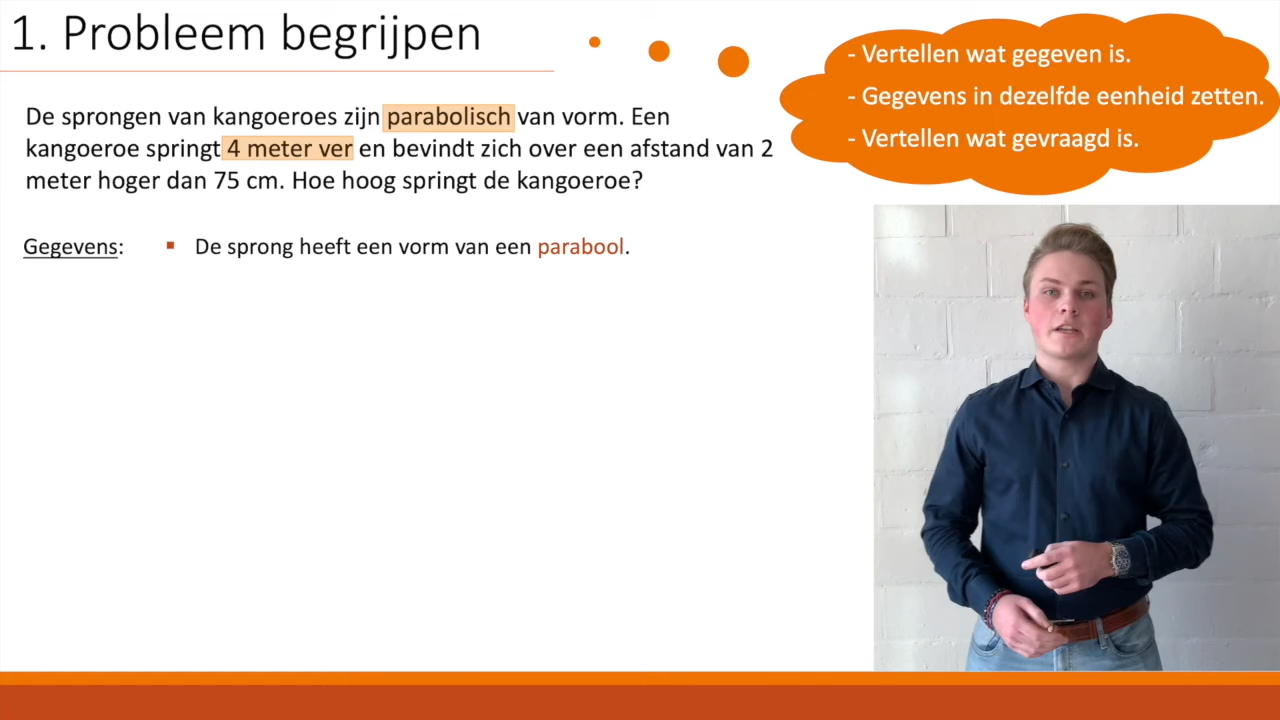 1. Probleem begrijpen
- Vertellen wat gegeven is.
- Gegevens in dezelfde eenheid zetten.
- Vertellen wat gevraagd is.
De sprongen van kangoeroes zijn parabolisch van vorm. Een
kangoeroe springt 4 meter ver en bevindt zich over een afstand van 2
meter hoger dan 75 cm. Hoe hoog springt de kangoeroe?
Gegevens: ▪ De sprong heeft een vorm van een parabool.